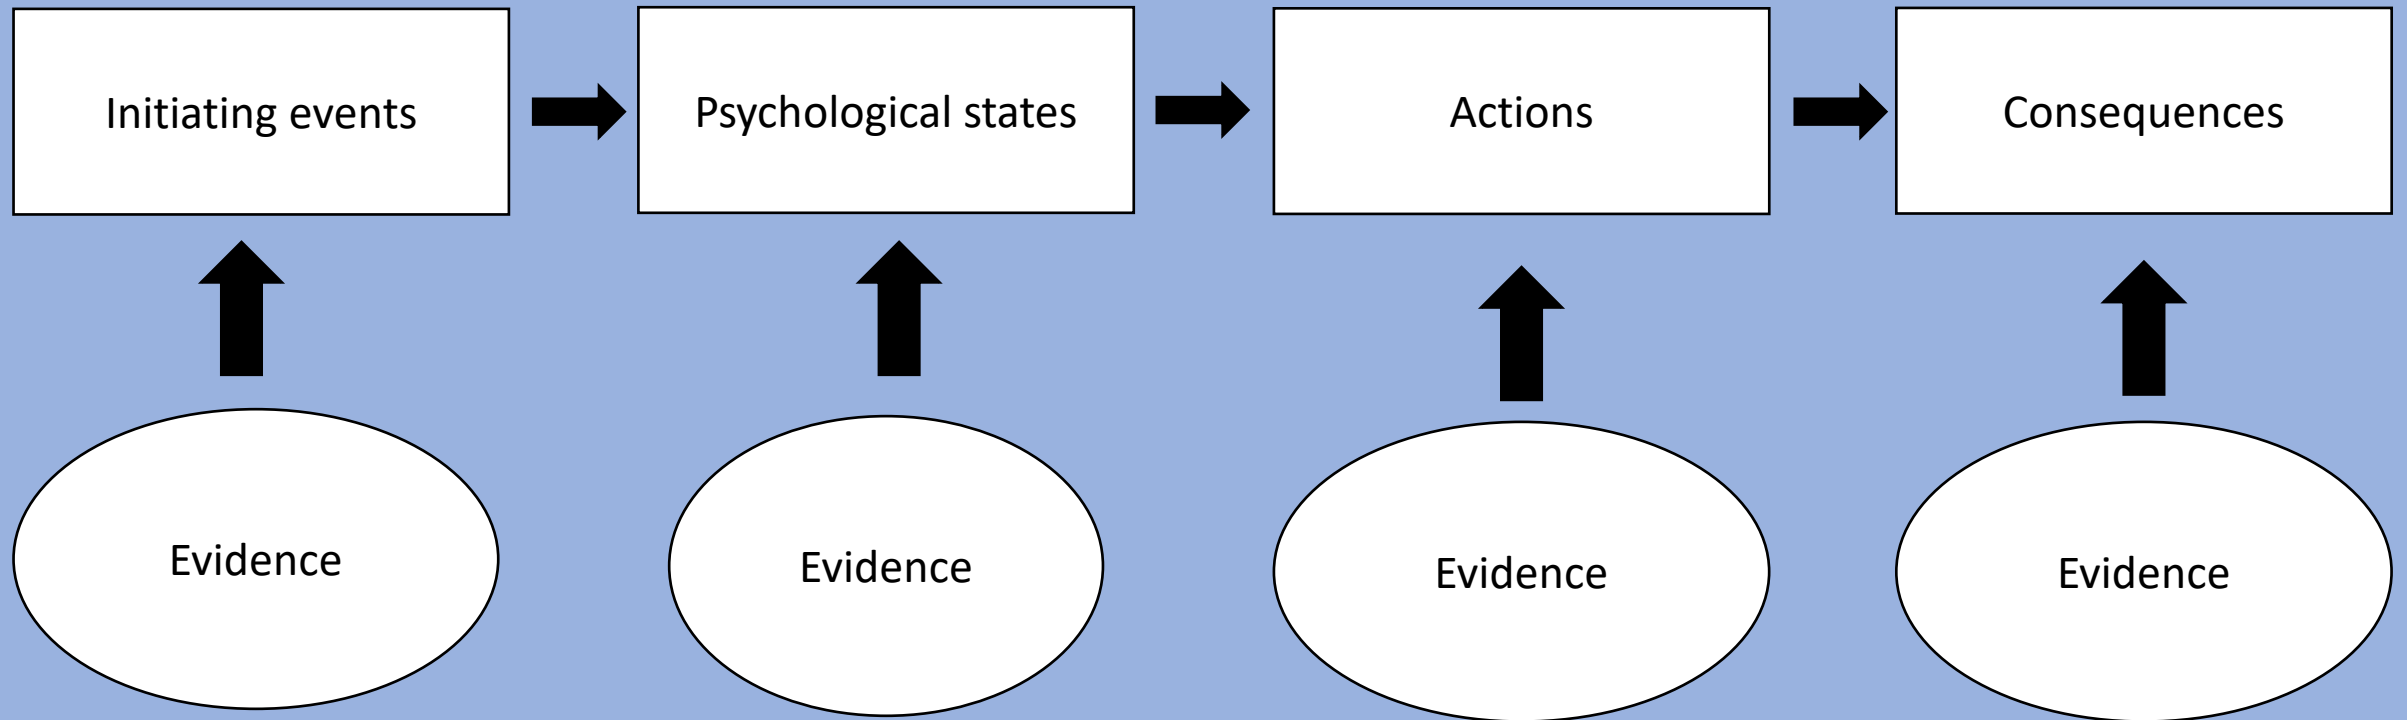 Initiating events
Psychological states
Actions
Consequences
Evidence
Evidence
Evidence
Evidence